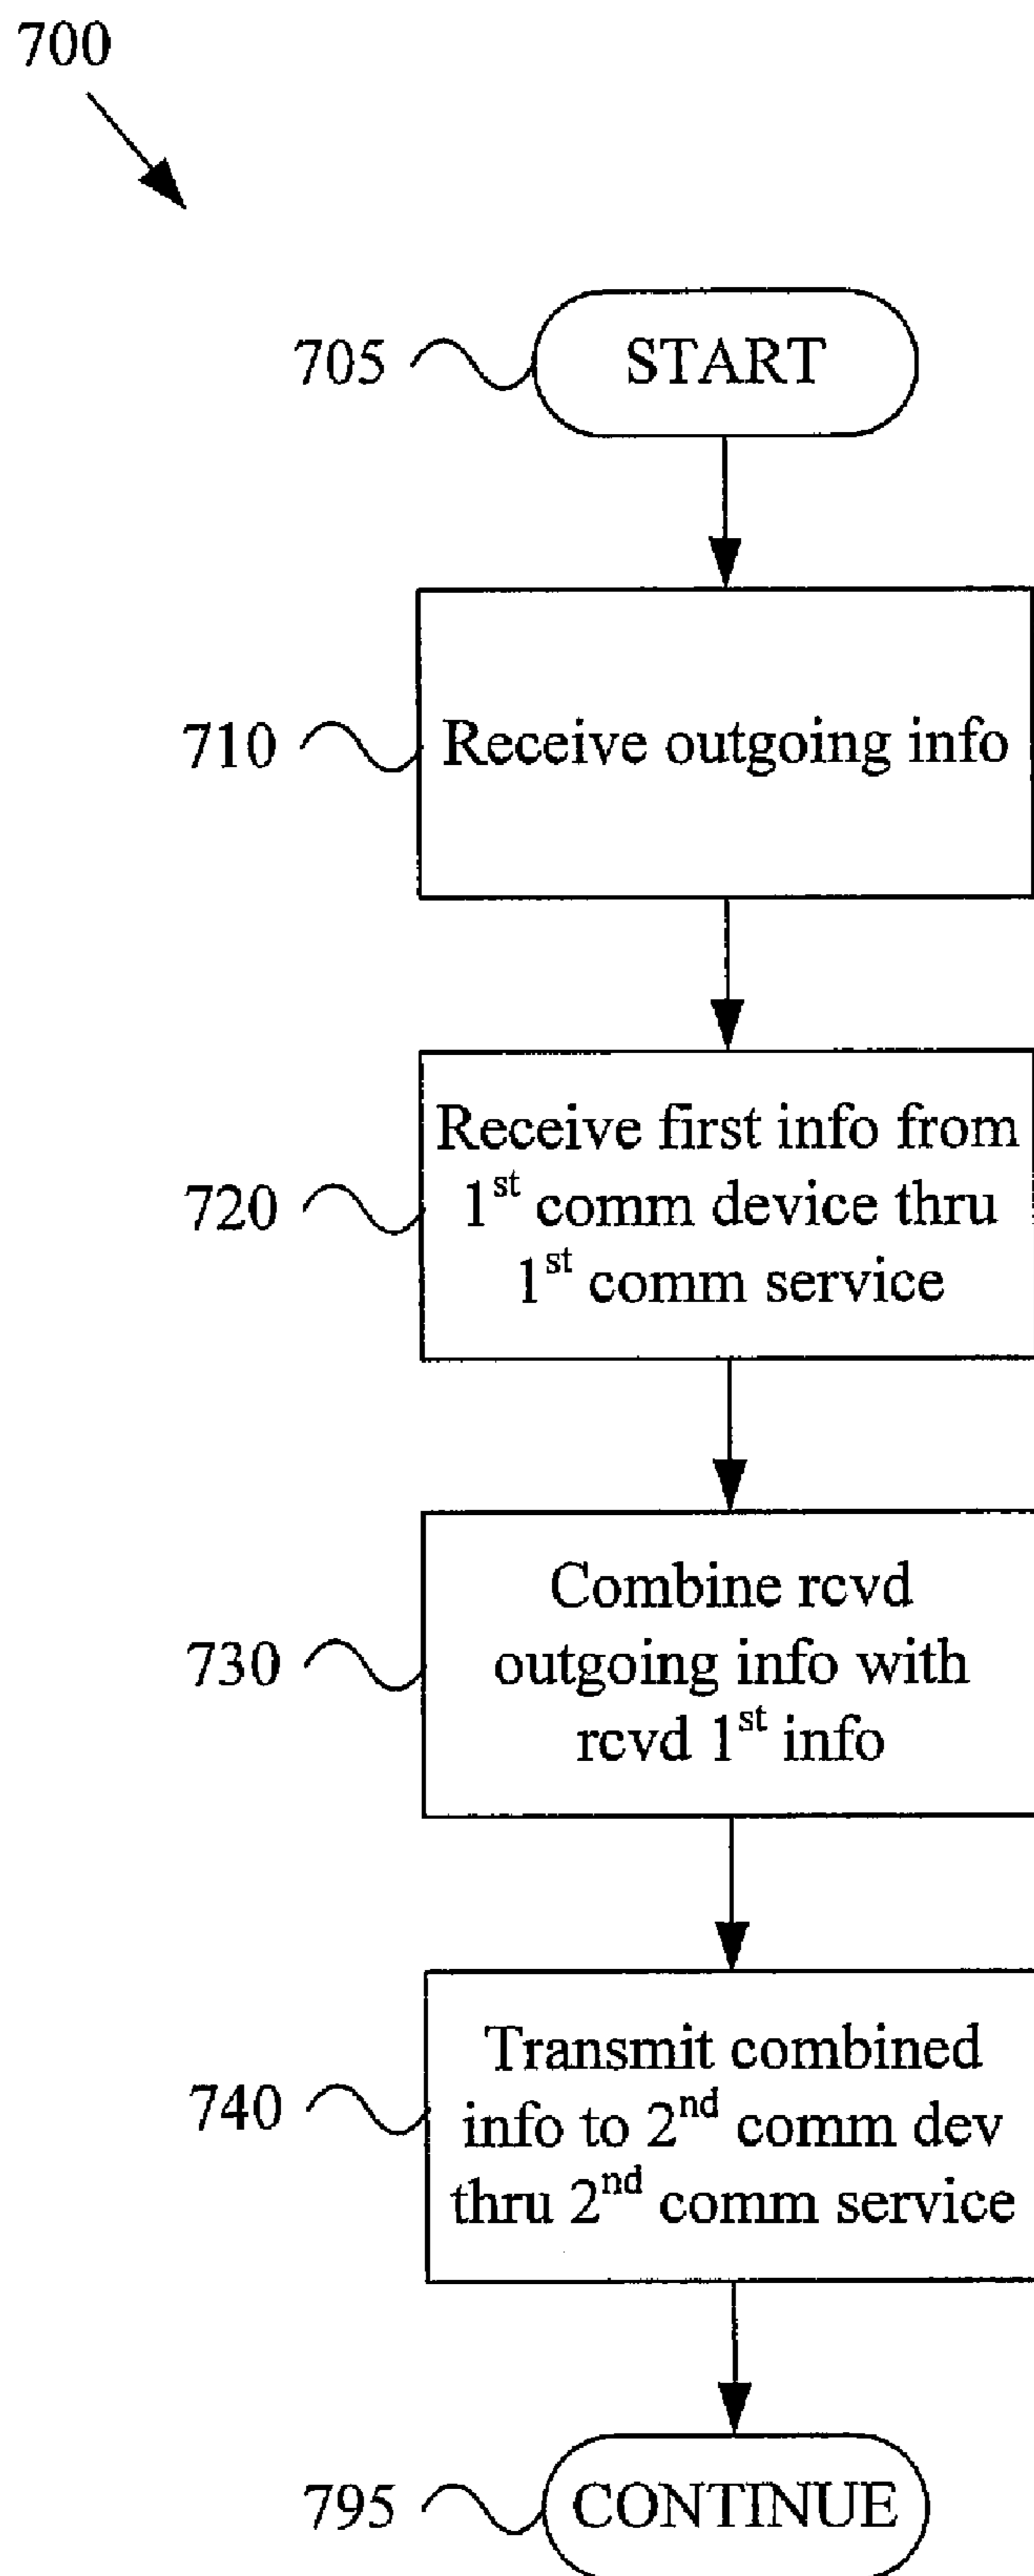 700
705
START
710
Receive outgoing info
720
Receive first info from
1st comm device thru
1st comm service
730
Combine rcvd
outgoing info with
rcvd 1st info
740
Transmit combined
info to 2nd comm dev
thru 2nd comm service
795
CONTINUE